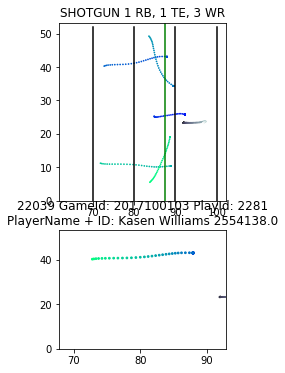 SHOTGUN 1 RB, 1 TE, 3 WR
50
40
30
20
10
0
70 80 90 100
22039 GameId: 2017100103 PlayId: 2281
PlayerName + ID: Kasen Williams 2554138.0
40
20
0
70 80 90